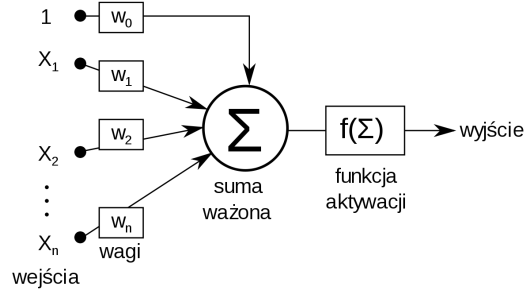 1
w₀
X₁
w₁
X₂
w₂
Xₙ
wₙ
wejścia
wagi
Σ
suma
ważona
f(Σ)
funkcja
aktywacji
wyjście